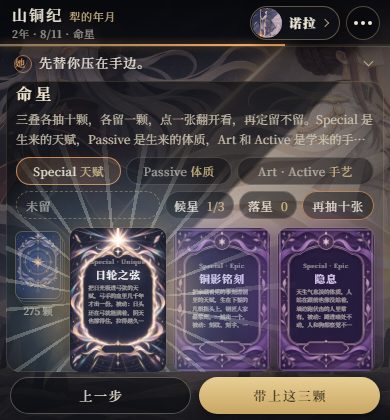 山铜纪 犁的年月
2年 · 8/11 · 命星
诺拉
她 先替你压在手边。
命星
三叠各抽十颗，各留一颗，点一张翻开看，再定留不留。Special 是
生来的天赋，Passive 是生来的体质，Art 和 Active 是学来的手…
Special 天赋
Passive 体质
Art · Active 手艺
未留
候星 1/3
落星 0
再抽十张
275 颗
Special · Unique
日轮之弦
Special · Epic
铜影铭刻
Special · Epic
隐息
上一步
带上这三颗